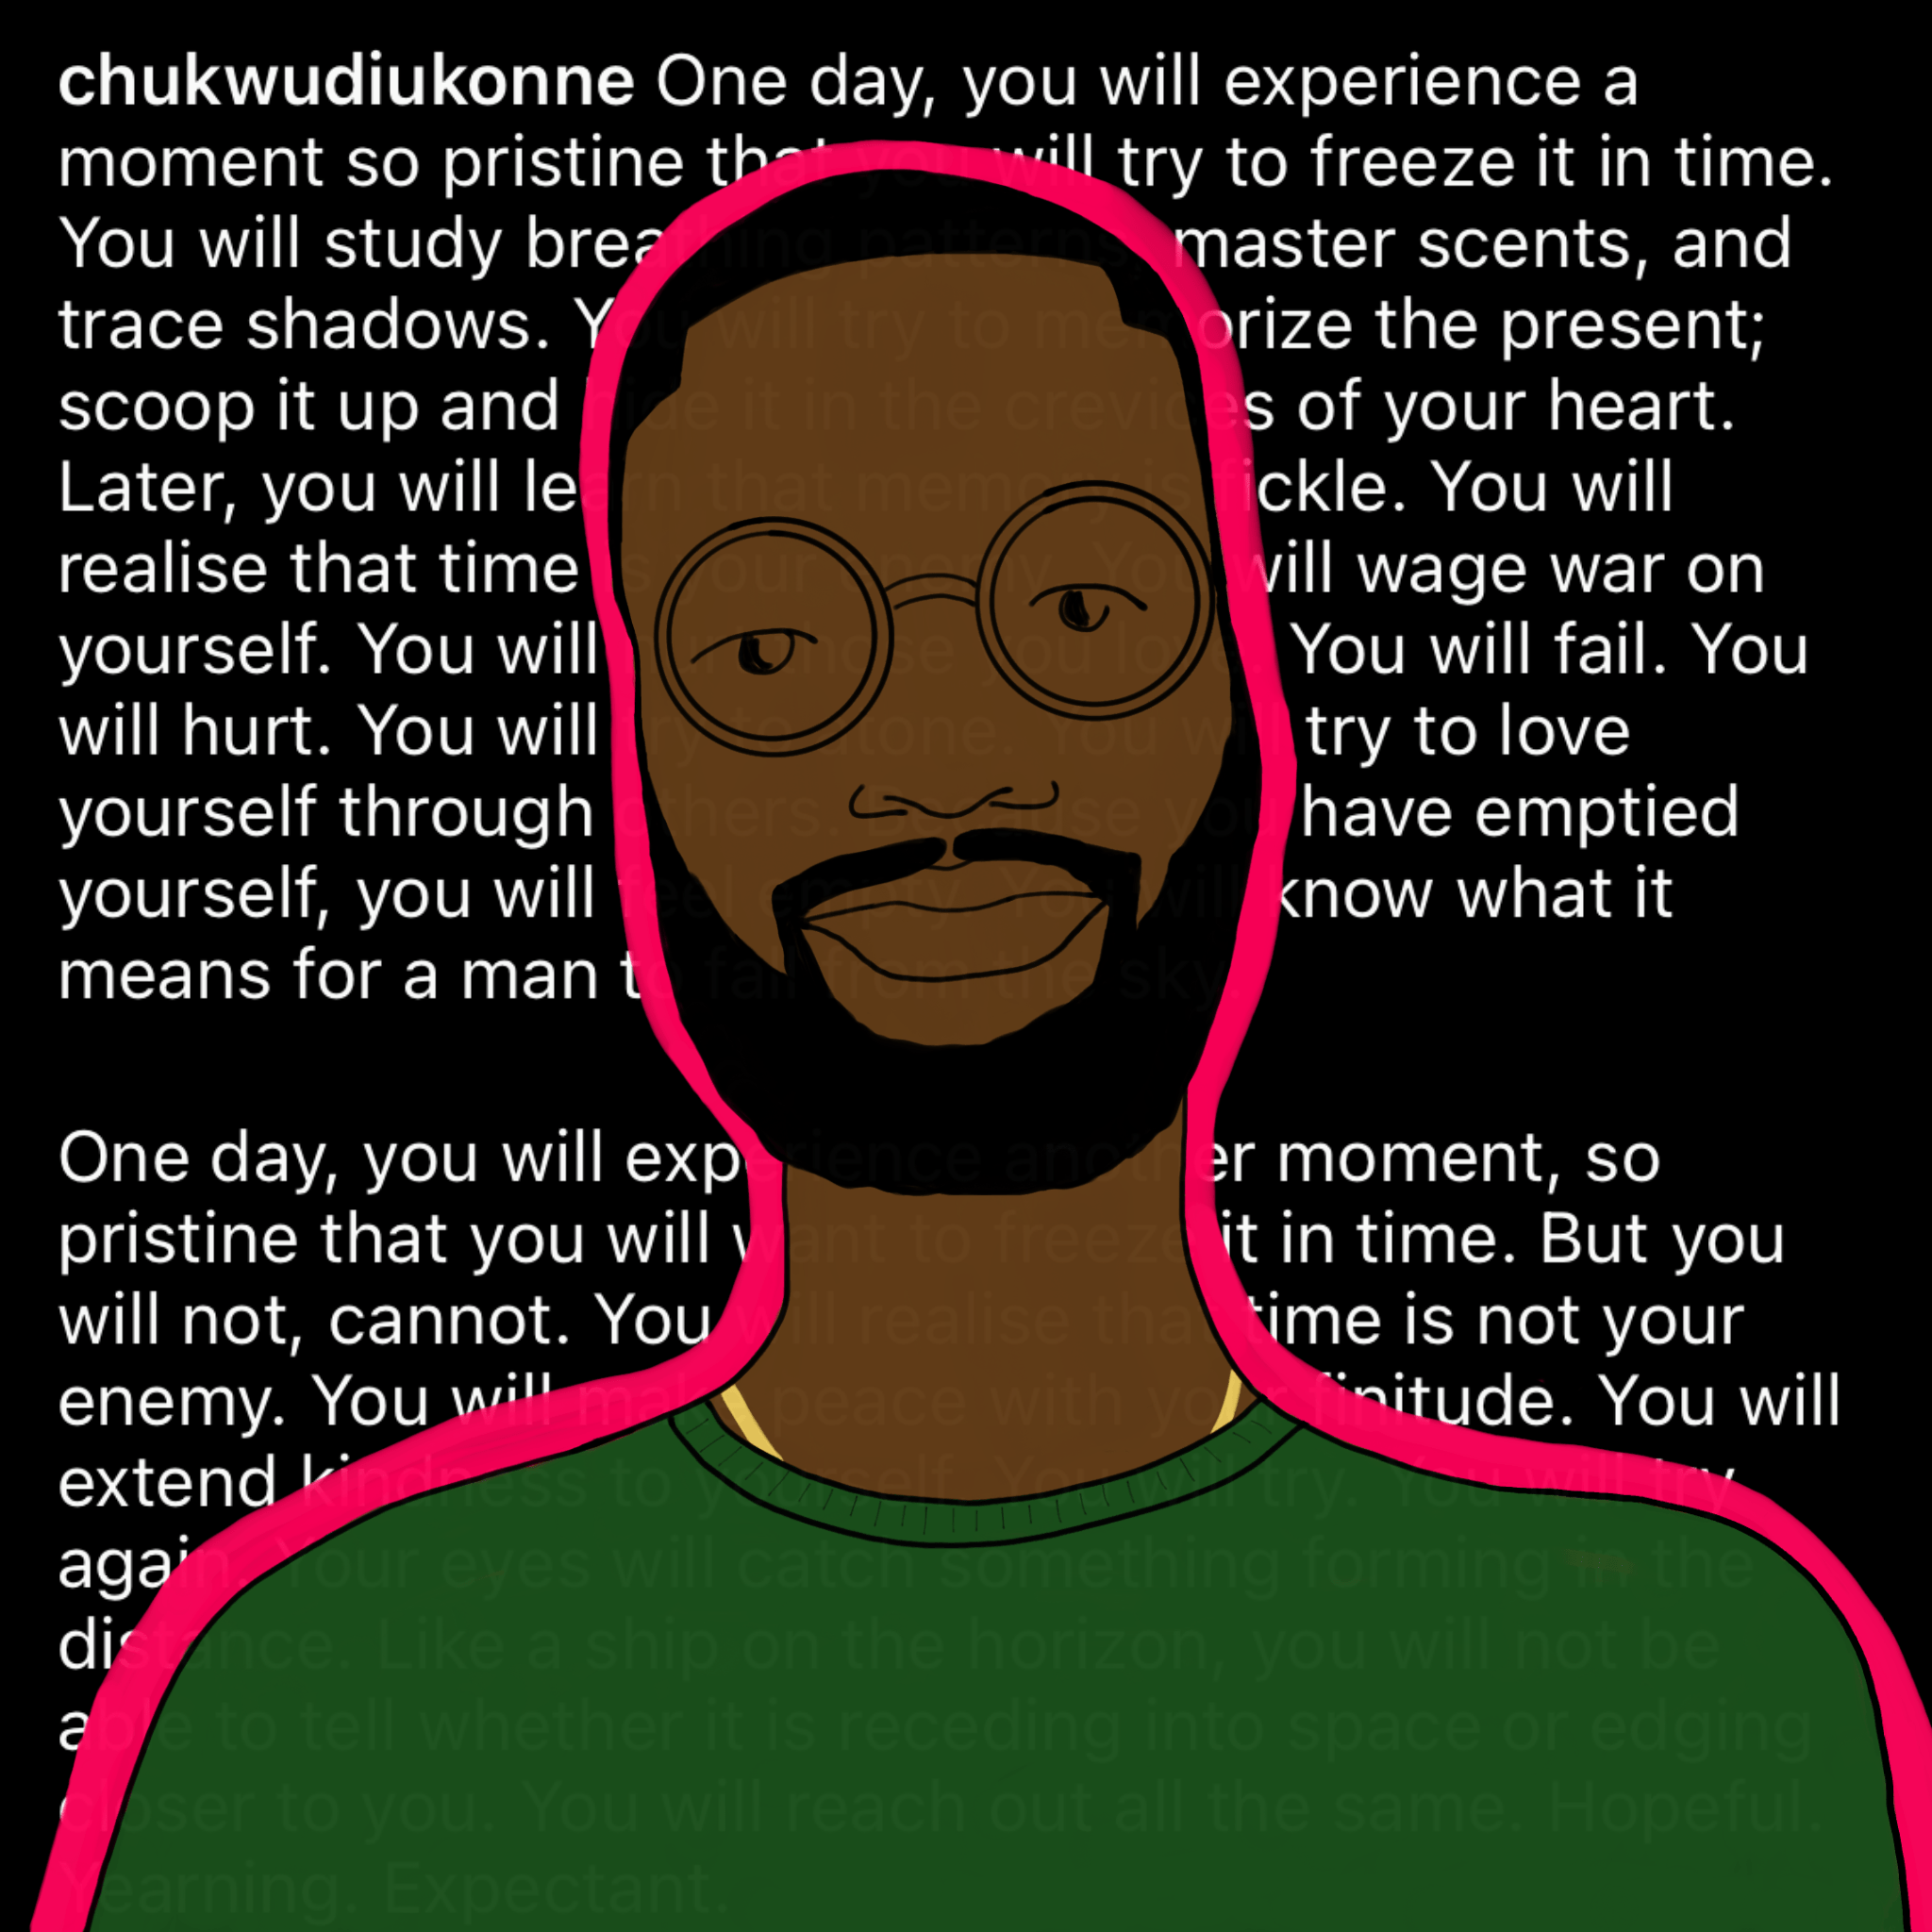 chukwudiukonne One day, you will experience a
moment so pristine that you will try to freeze it in time.
You will study breathing patterns, master scents, and
trace shadows. You will try to memorize the present;
scoop it up and hide it in the crevices of your heart.
Later, you will learn that memory is fickle. You will
realise that time is your enemy. You will wage war on
yourself. You will lose you love. You will fail. You
will hurt. You will try to atone. You will try to love
yourself through others. Because you have emptied
yourself, you will feel empty. You will know what it
means for a man to fall from the sky.
One day, you will experience another moment, so
pristine that you will want to freeze it in time. But you
will not, cannot. You will realise that time is not your
enemy. You will make peace with your finitude. You will
extend kindness to yourself. You will try. You will try
again. Your eyes will catch something forming in the
distance. Like a ship on the horizon, you will not be
able to tell whether it is receding into space or edging
closer to you. You will reach out all the same. Hopeful.
Yearning. Expectant.